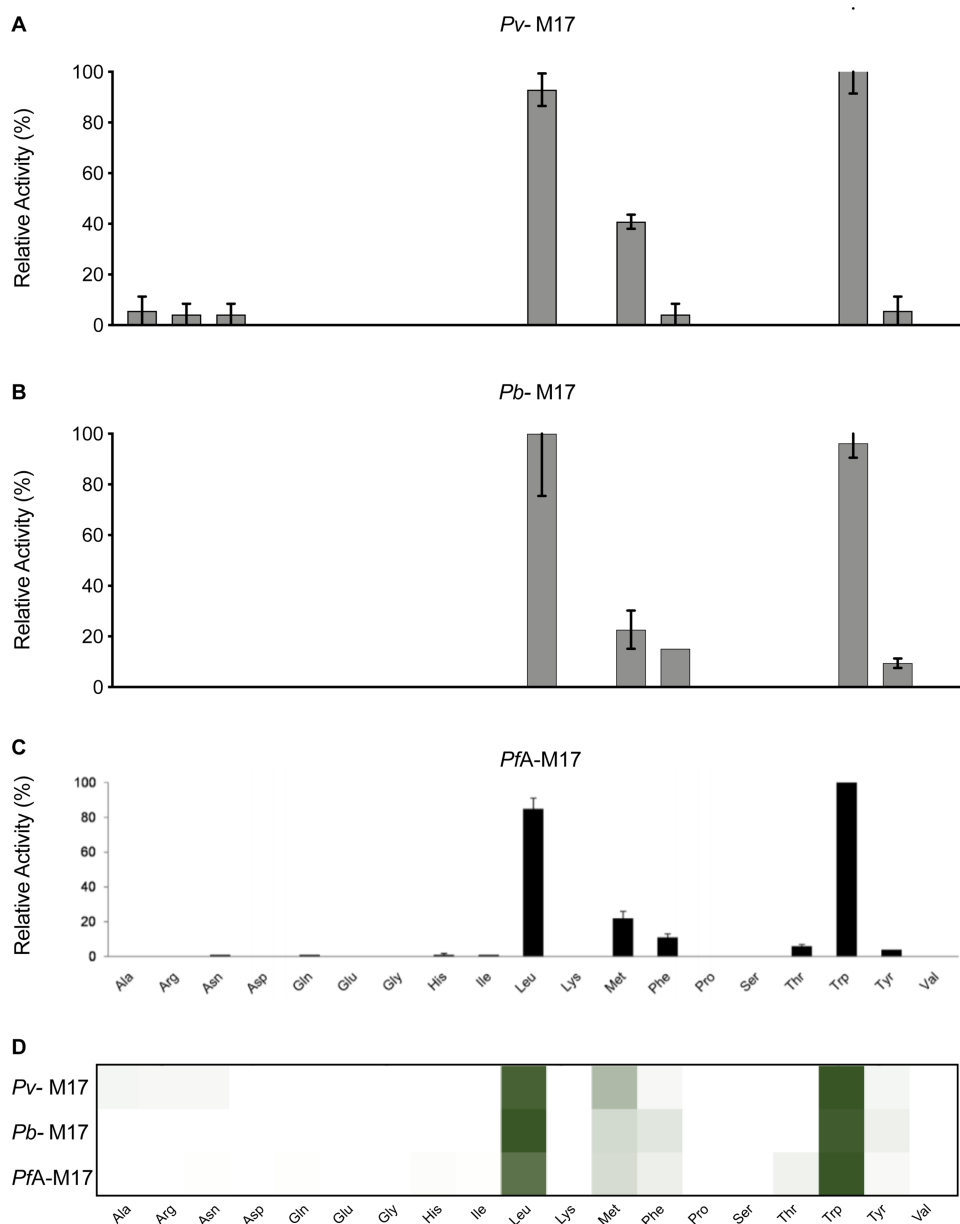 A
Pv- M17
Relative Activity (%)
100
80
60
40
20
0
B
Pb- M17
Relative Activity (%)
100
80
60
40
20
0
C
PfA-M17
Relative Activity (%)
100
80
60
40
20
0
Ala Arg Asn Asp Gln Glu Gly His Ile Leu Lys Met Phe Pro Ser Thr Trp Tyr Val
D
Pv- M17
Pb- M17
PfA-M17
Ala Arg Asn Asp Gln Glu Gly His Ile Leu Lys Met Phe Pro Ser Thr Trp Tyr Val